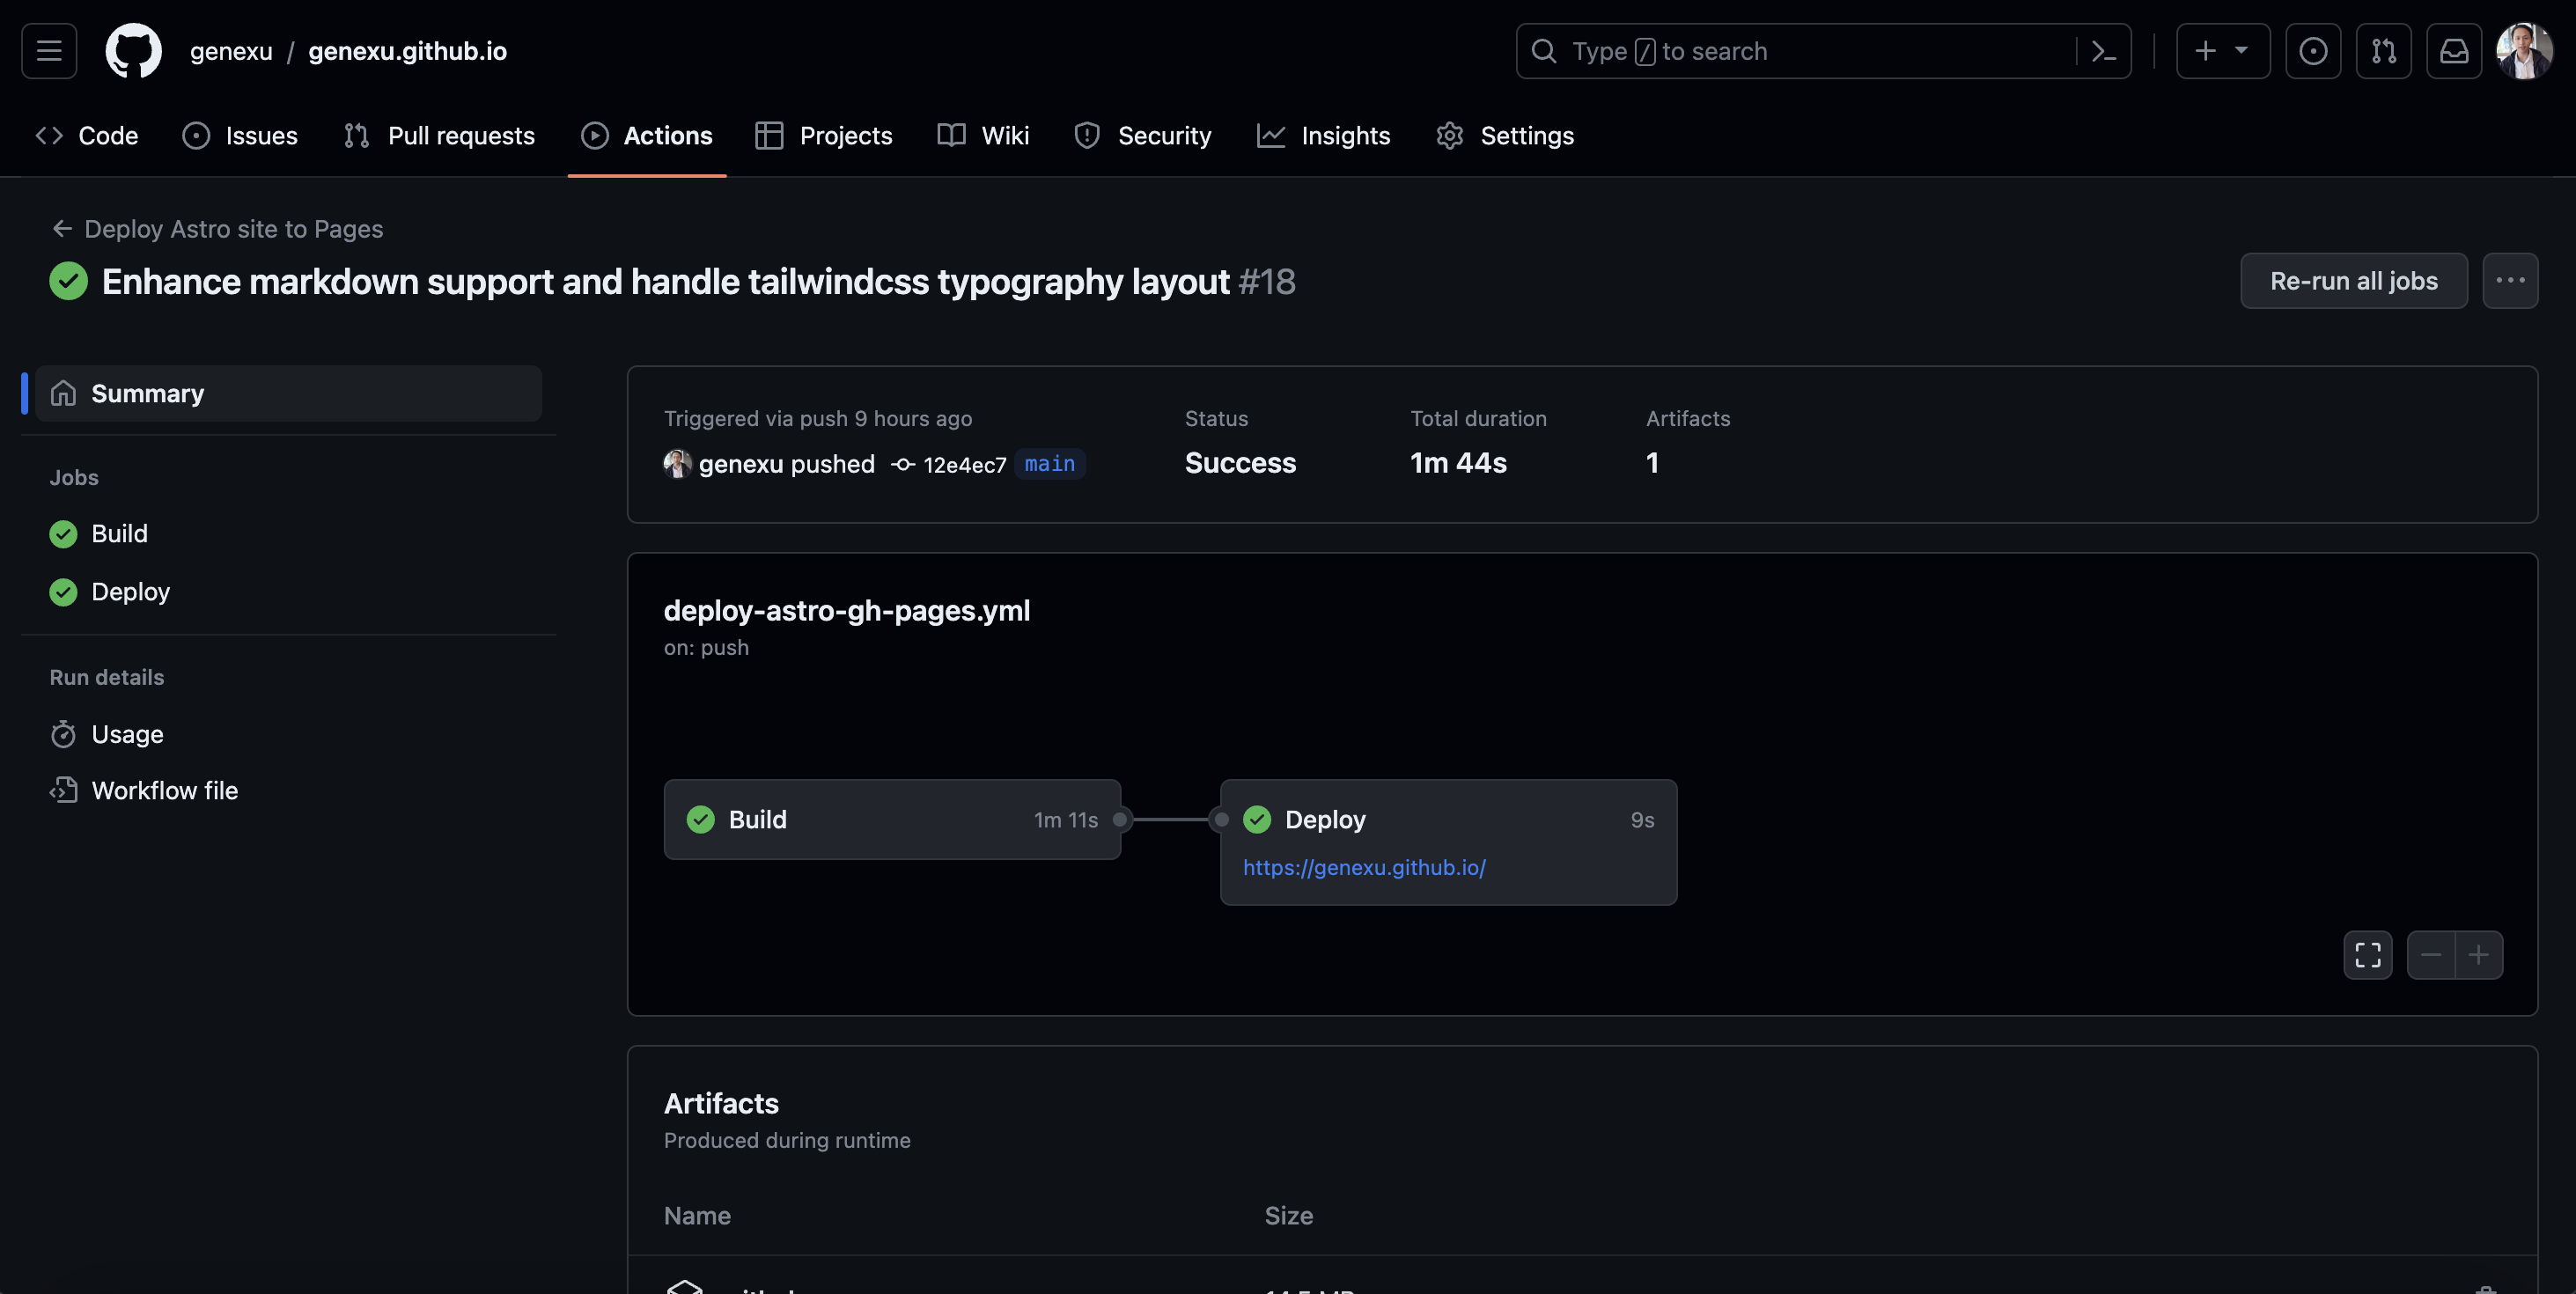 genexu / genexu.github.io
Type / to search
Code Issues Pull requests Actions Projects Wiki Security Insights Settings
Deploy Astro site to Pages
Enhance markdown support and handle tailwindcss typography layout #18
Re-run all jobs
Summary
Jobs
Build
Deploy
Run details
Usage
Workflow file
Triggered via push 9 hours ago
genexu pushed 12e4ec7 main
Status
Success
Total duration
1m 44s
Artifacts
1
deploy-astro-gh-pages.yml
on: push
Build 1m 11s
Deploy 9s
https://genexu.github.io/
Artifacts
Produced during runtime
Name Size